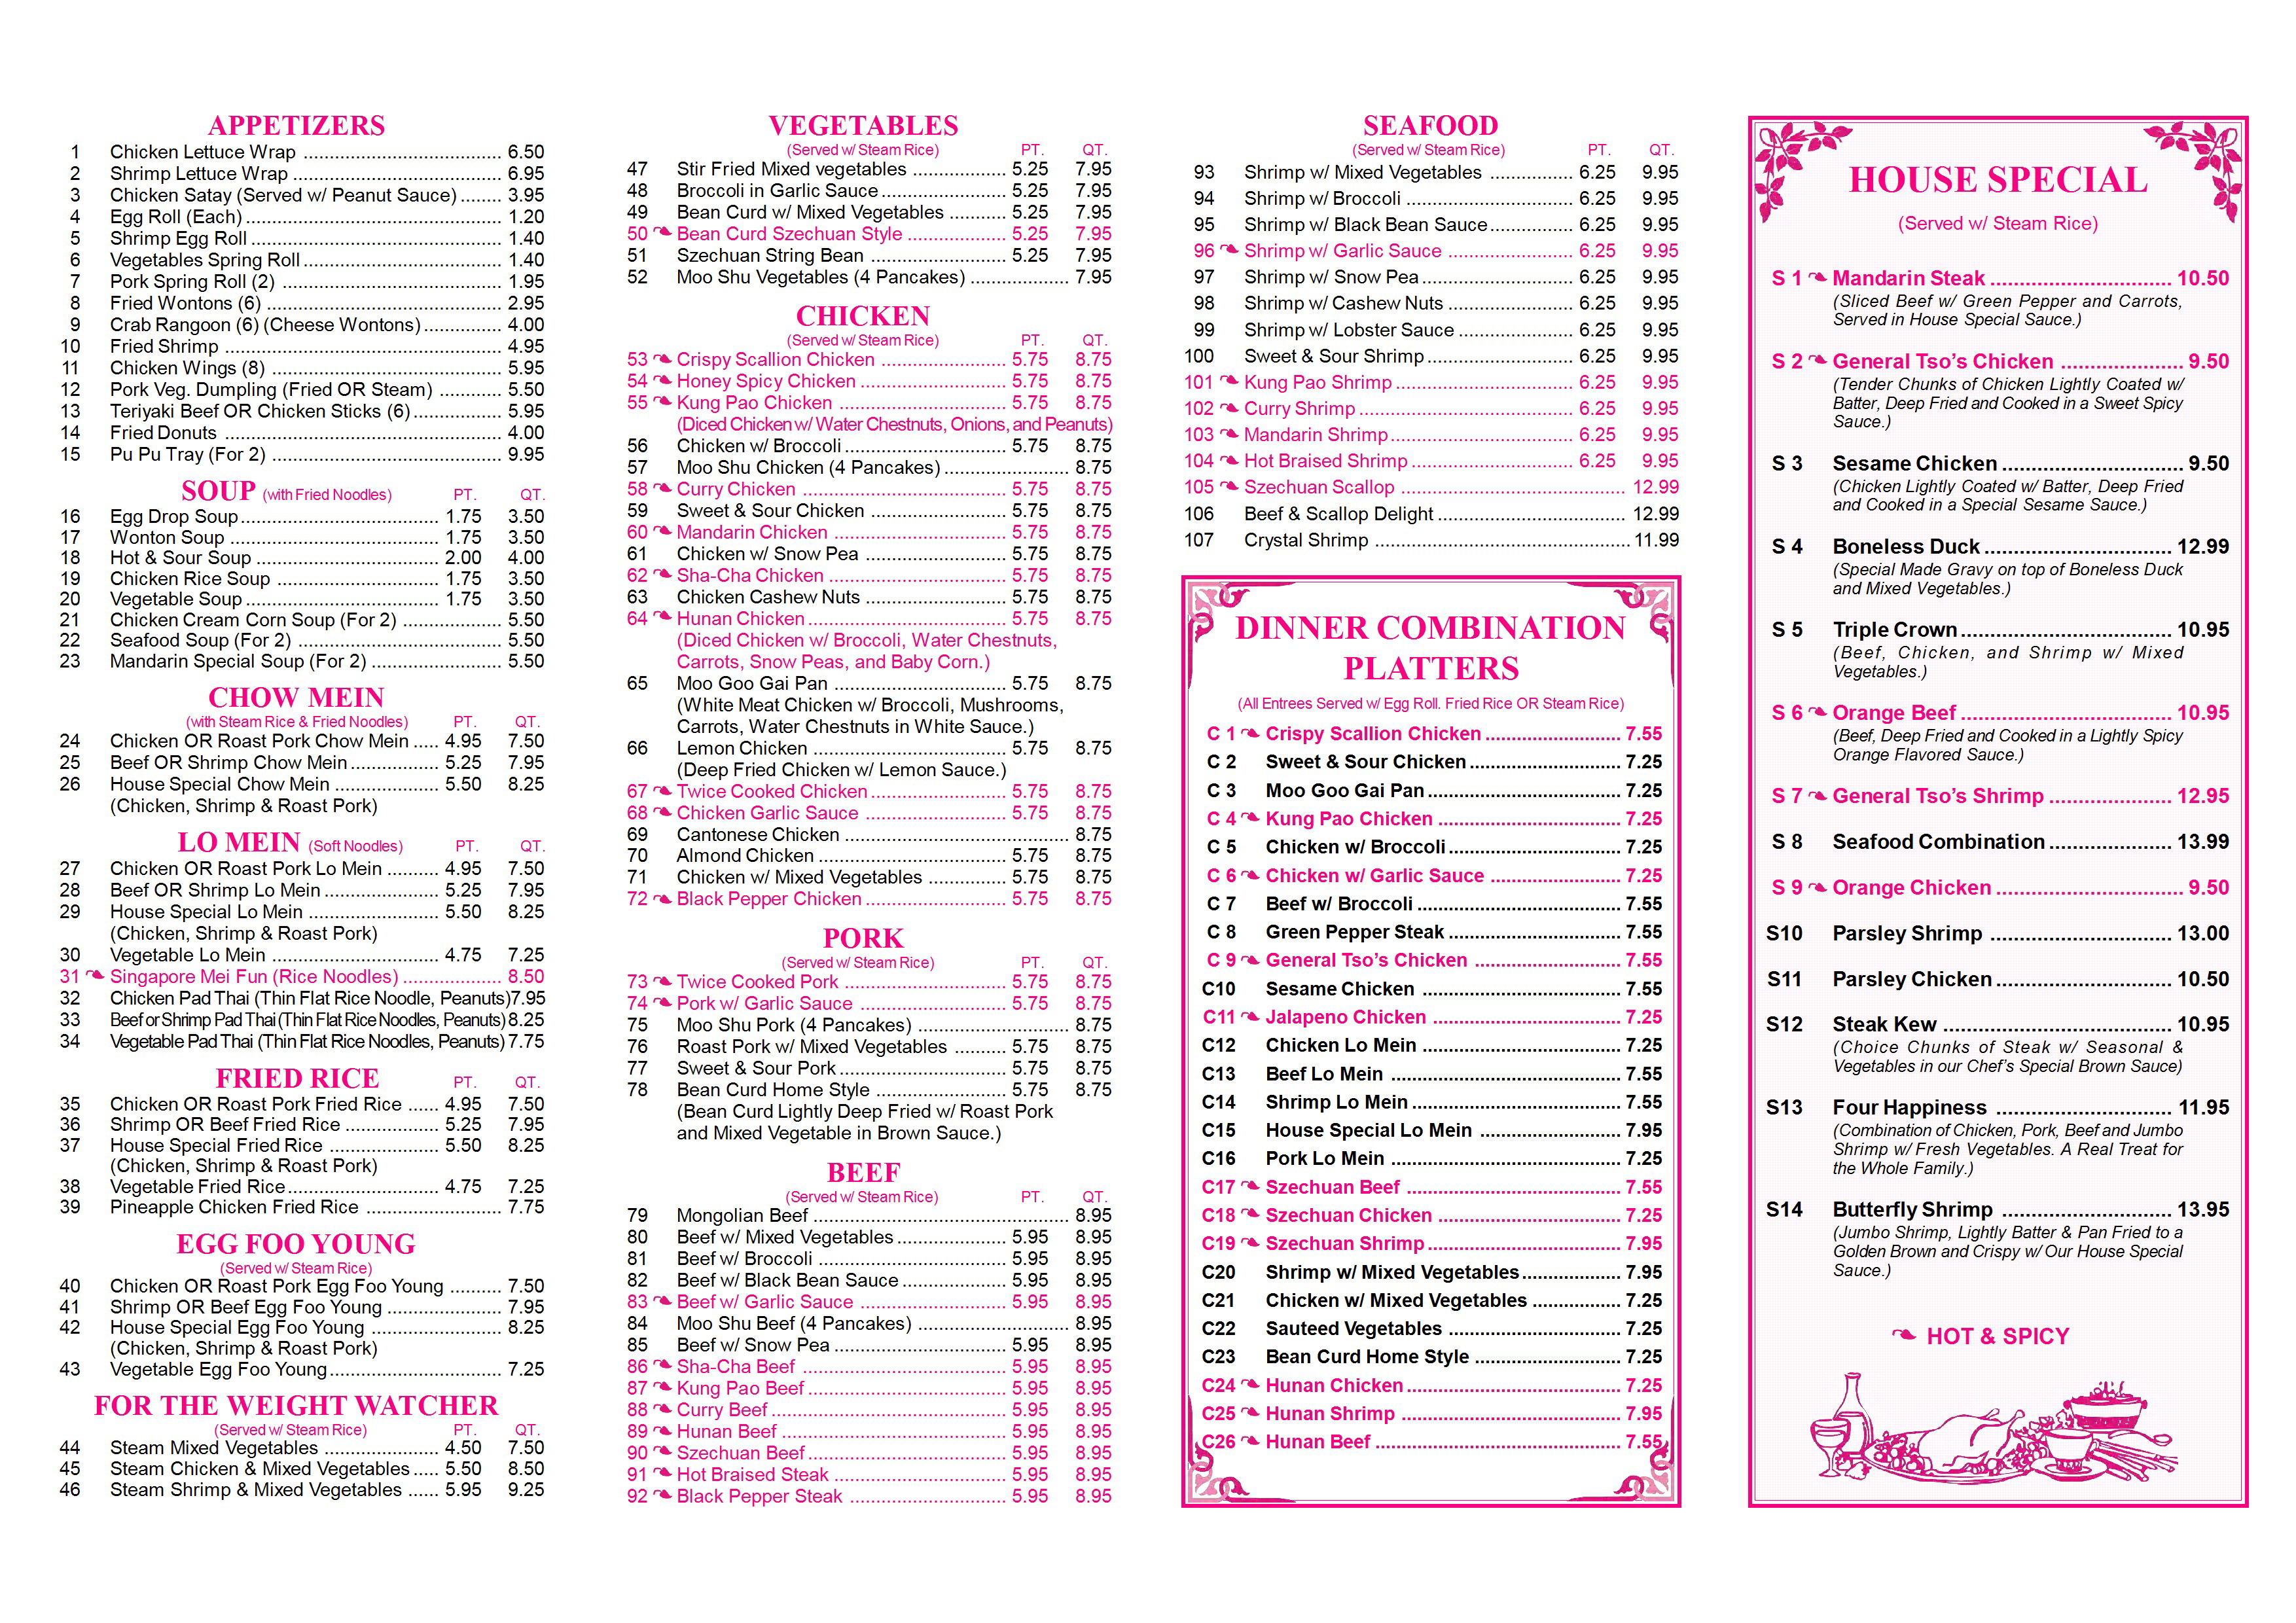 APPETIZERS
1 Chicken Lettuce Wrap .................................. 6.50
2 Shrimp Lettuce Wrap .................................... 6.95
3 Chicken Satay (Served w/ Peanut Sauce) ....... 3.95
4 Egg Roll (Each) ............................................ 1.20
5 Shrimp Egg Roll ........................................... 1.40
6 Vegetables Spring Roll .................................. 1.40
7 Pork Spring Roll (2) ...................................... 1.95
8 Fried Wontons (6) ........................................ 2.95
9 Crab Rangoon (6) (Cheese Wontons) ............. 4.00
10 Fried Shrimp ............................................... 4.95
11 Chicken Wings (8) ....................................... 5.95
12 Pork Veg. Dumpling (Fried OR Steam) ........... 5.50
13 Teriyaki Beef OR Chicken Sticks (6) ............... 5.95
14 Fried Donuts ............................................... 4.00
15 Pu Pu Tray (For 2) ....................................... 9.95
SOUP (with Fried Noodles) PT. QT.
16 Egg Drop Soup .................................. 1.75 3.50
17 Wonton Soup .................................... 1.75 3.50
18 Hot & Sour Soup ............................... 2.00 4.00
19 Chicken Rice Soup ............................ 1.75 3.50
20 Vegetable Soup ................................. 1.75 3.50
21 Chicken Cream Corn Soup (For 2) ................. 5.50
22 Seafood Soup (For 2) ................................... 5.50
23 Mandarin Special Soup (For 2) ...................... 5.50
CHOW MEIN
(with Steam Rice & Fried Noodles) PT. QT.
24 Chicken OR Roast Pork Chow Mein ..... 4.95 7.50
25 Beef OR Shrimp Chow Mein ............... 5.25 7.95
26 House Special Chow Mein .................. 5.50 8.25
(Chicken, Shrimp & Roast Pork)
LO MEIN (Soft Noodles) PT. QT.
27 Chicken OR Roast Pork Lo Mein ......... 4.95 7.50
28 Beef OR Shrimp Lo Mein .................... 5.25 7.95
29 House Special Lo Mein ...................... 5.50 8.25
(Chicken, Shrimp & Roast Pork)
30 Vegetable Lo Mein ............................. 4.75 7.25
31 Singapore Mei Fun (Rice Noodles) ................. 8.50
32 Chicken Pad Thai (Thin Flat Rice Noodle, Peanuts) 7.95
33 Beef or Shrimp Pad Thai (Thin Flat Rice Noodles, Peanuts) 8.25
34 Vegetable Pad Thai (Thin Flat Rice Noodles, Peanuts) 7.75
FRIED RICE PT. QT.
35 Chicken OR Roast Pork Fried Rice ...... 4.95 7.50
36 Shrimp OR Beef Fried Rice ................ 5.25 7.95
37 House Special Fried Rice ................... 5.50 8.25
(Chicken, Shrimp & Roast Pork)
38 Vegetable Fried Rice .......................... 4.75 7.25
39 Pineapple Chicken Fried Rice ....................... 7.75
EGG FOO YOUNG
(Served w/ Steam Rice)
40 Chicken OR Roast Pork Egg Foo Young ......... 7.50
41 Shrimp OR Beef Egg Foo Young ................... 7.95
42 House Special Egg Foo Young ...................... 8.25
(Chicken, Shrimp & Roast Pork)
43 Vegetable Egg Foo Young ............................. 7.25
FOR THE WEIGHT WATCHER
(Served w/ Steam Rice) PT. QT.
44 Steam Mixed Vegetables .................... 4.50 7.50
45 Steam Chicken & Mixed Vegetables ..... 5.50 8.50
46 Steam Shrimp & Mixed Vegetables ...... 5.95 9.25
VEGETABLES
(Served w/ Steam Rice) PT. QT.
47 Stir Fried Mixed vegetables ................ 5.25 7.95
48 Broccoli in Garlic Sauce ..................... 5.25 7.95
49 Bean Curd w/ Mixed Vegetables .......... 5.25 7.95
50 Bean Curd Szechuan Style ................. 5.25 7.95
51 Szechuan String Bean ....................... 5.25 7.95
52 Moo Shu Vegetables (4 Pancakes) ................. 7.95
CHICKEN
(Served w/ Steam Rice) PT. QT.
53 Crispy Scallion Chicken ..................... 5.75 8.75
54 Honey Spicy Chicken ......................... 5.75 8.75
55 Kung Pao Chicken ............................ 5.75 8.75
(Diced Chicken w/ Water Chestnuts, Onions, and Peanuts)
56 Chicken w/ Broccoli ............................ 5.75 8.75
57 Moo Shu Chicken (4 Pancakes) ..................... 8.75
58 Curry Chicken ................................... 5.75 8.75
59 Sweet & Sour Chicken ....................... 5.75 8.75
60 Mandarin Chicken .............................. 5.75 8.75
61 Chicken w/ Snow Pea ........................ 5.75 8.75
62 Sha-Cha Chicken .............................. 5.75 8.75
63 Chicken Cashew Nuts ........................ 5.75 8.75
64 Hunan Chicken .................................. 5.75 8.75
(Diced Chicken w/ Broccoli, Water Chestnuts,
Carrots, Snow Peas, and Baby Corn.)
65 Moo Goo Gai Pan .............................. 5.75 8.75
(White Meat Chicken w/ Broccoli, Mushrooms,
Carrots, Water Chestnuts in White Sauce.)
66 Lemon Chicken ................................. 5.75 8.75
(Deep Fried Chicken w/ Lemon Sauce.)
67 Twice Cooked Chicken ....................... 5.75 8.75
68 Chicken Garlic Sauce ........................ 5.75 8.75
69 Cantonese Chicken ...................................... 8.75
70 Almond Chicken ................................ 5.75 8.75
71 Chicken w/ Mixed Vegetables ............. 5.75 8.75
72 Black Pepper Chicken ........................ 5.75 8.75
PORK
(Served w/ Steam Rice) PT. QT.
73 Twice Cooked Pork ........................... 5.75 8.75
74 Pork w/ Garlic Sauce ......................... 5.75 8.75
75 Moo Shu Pork (4 Pancakes) .......................... 8.75
76 Roast Pork w/ Mixed Vegetables ......... 5.75 8.75
77 Sweet & Sour Pork ............................ 5.75 8.75
78 Bean Curd Home Style ...................... 5.75 8.75
(Bean Curd Lightly Deep Fried w/ Roast Pork
and Mixed Vegetable in Brown Sauce.)
BEEF
(Served w/ Steam Rice) PT. QT.
79 Mongolian Beef ............................................ 8.95
80 Beef w/ Mixed Vegetables ................... 5.95 8.95
81 Beef w/ Broccoli ................................ 5.95 8.95
82 Beef w/ Black Bean Sauce .................. 5.95 8.95
83 Beef w/ Garlic Sauce ......................... 5.95 8.95
84 Moo Shu Beef (4 Pancakes) .......................... 8.95
85 Beef w/ Snow Pea ............................. 5.95 8.95
86 Sha-Cha Beef ................................... 5.95 8.95
87 Kung Pao Beef .................................. 5.95 8.95
88 Curry Beef ........................................ 5.95 8.95
89 Hunan Beef ....................................... 5.95 8.95
90 Szechuan Beef .................................. 5.95 8.95
91 Hot Braised Steak ............................. 5.95 8.95
92 Black Pepper Steak ........................... 5.95 8.95
SEAFOOD
(Served w/ Steam Rice) PT. QT.
93 Shrimp w/ Mixed Vegetables ............... 6.25 9.95
94 Shrimp w/ Broccoli ............................. 6.25 9.95
95 Shrimp w/ Black Bean Sauce ............... 6.25 9.95
96 Shrimp w/ Garlic Sauce ...................... 6.25 9.95
97 Shrimp w/ Snow Pea .......................... 6.25 9.95
98 Shrimp w/ Cashew Nuts ...................... 6.25 9.95
99 Shrimp w/ Lobster Sauce .................... 6.25 9.95
100 Sweet & Sour Shrimp ......................... 6.25 9.95
101 Kung Pao Shrimp ............................... 6.25 9.95
102 Curry Shrimp ..................................... 6.25 9.95
103 Mandarin Shrimp ................................ 6.25 9.95
104 Hot Braised Shrimp ............................ 6.25 9.95
105 Szechuan Scallop ....................................... 12.99
106 Beef & Scallop Delight ................................ 12.99
107 Crystal Shrimp ............................................ 11.99
DINNER COMBINATION
PLATTERS
(All Entrees Served w/ Egg Roll. Fried Rice OR Steam Rice)
C 1 Crispy Scallion Chicken ........................ 7.55
C 2 Sweet & Sour Chicken ........................... 7.25
C 3 Moo Goo Gai Pan .................................. 7.25
C 4 Kung Pao Chicken ................................. 7.25
C 5 Chicken w/ Broccoli ............................... 7.25
C 6 Chicken w/ Garlic Sauce ....................... 7.25
C 7 Beef w/ Broccoli .................................... 7.55
C 8 Green Pepper Steak ............................... 7.55
C 9 General Tso's Chicken .......................... 7.55
C10 Sesame Chicken .................................... 7.55
C11 Jalapeno Chicken .................................. 7.25
C12 Chicken Lo Mein ................................... 7.25
C13 Beef Lo Mein ......................................... 7.55
C14 Shrimp Lo Mein ..................................... 7.55
C15 House Special Lo Mein ......................... 7.95
C16 Pork Lo Mein ......................................... 7.25
C17 Szechuan Beef ...................................... 7.55
C18 Szechuan Chicken ................................ 7.25
C19 Szechuan Shrimp .................................. 7.95
C20 Shrimp w/ Mixed Vegetables ................. 7.95
C21 Chicken w/ Mixed Vegetables ................ 7.25
C22 Sauteed Vegetables ............................... 7.25
C23 Bean Curd Home Style .......................... 7.25
C24 Hunan Chicken ...................................... 7.25
C25 Hunan Shrimp ....................................... 7.95
C26 Hunan Beef ........................................... 7.55
HOUSE SPECIAL
(Served w/ Steam Rice)
S 1 Mandarin Steak ............................. 10.50
(Sliced Beef w/ Green Pepper and Carrots,
Served in House Special Sauce.)
S 2 General Tso's Chicken .................... 9.50
(Tender Chunks of Chicken Lightly Coated w/
Batter, Deep Fried and Cooked in a Sweet Spicy
Sauce.)
S 3 Sesame Chicken ............................. 9.50
(Chicken Lightly Coated w/ Batter, Deep Fried
and Cooked in a Special Sesame Sauce.)
S 4 Boneless Duck .............................. 12.99
(Special Made Gravy on top of Boneless Duck
and Mixed Vegetables.)
S 5 Triple Crown .................................. 10.95
(Beef, Chicken, and Shrimp w/ Mixed
Vegetables.)
S 6 Orange Beef .................................. 10.95
(Beef, Deep Fried and Cooked in a Lightly Spicy
Orange Flavored Sauce.)
S 7 General Tso's Shrimp .................... 12.95
S 8 Seafood Combination .................... 13.99
S 9 Orange Chicken .............................. 9.50
S10 Parsley Shrimp ............................. 13.00
S11 Parsley Chicken ............................ 10.50
S12 Steak Kew ..................................... 10.95
(Choice Chunks of Steak w/ Seasonal &
Vegetables in our Chef's Special Brown Sauce)
S13 Four Happiness ............................ 11.95
(Combination of Chicken, Pork, Beef and Jumbo
Shrimp w/ Fresh Vegetables. A Real Treat for
the Whole Family.)
S14 Butterfly Shrimp ........................... 13.95
(Jumbo Shrimp, Lightly Batter & Pan Fried to a
Golden Brown and Crispy w/ Our House Special
Sauce.)
HOT & SPICY